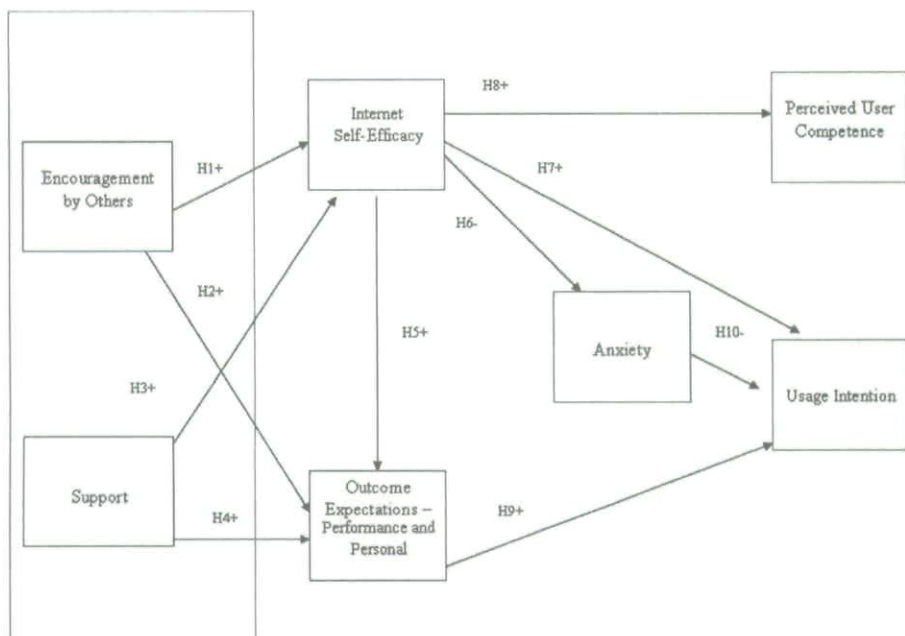 H8+
Internet
Self-Efficacy
Perceived User
Competence
H1+
H7+
Encouragement
by Others
H6-
H2+
H5+
Anxiety
H10-
H3+
Usage Intention
Support
Outcome
Expectations –
Performance and
Personal
H4+
H9+